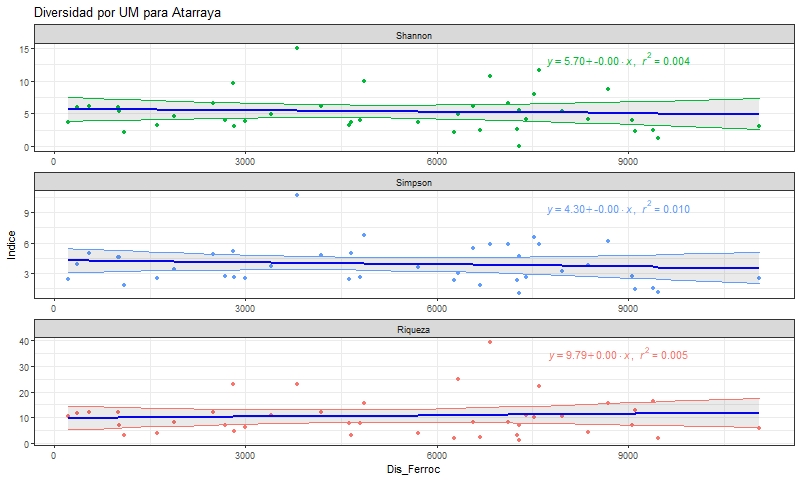 Diversidad por UM para Atarraya
Shannon
15
10
5
0
y = 5.70 + -0.00 · x, r² = 0.004
0 3000 6000 9000
Simpson
9
6
3
y = 4.30 + -0.00 · x, r² = 0.010
0 3000 6000 9000
Indice
Riqueza
40
30
20
10
0
y = 9.79 + 0.00 · x, r² = 0.005
0 3000 6000 9000
Dis_Ferroc